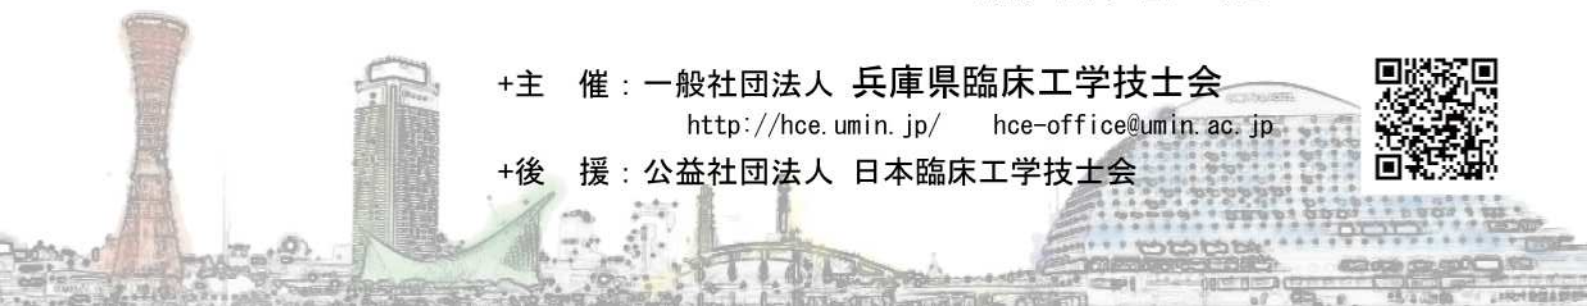 +主　催：一般社団法人 兵庫県臨床工学技士会
http://hce.umin.jp/　hce-office@umin.ac.jp
+後　援：公益社団法人 日本臨床工学技士会